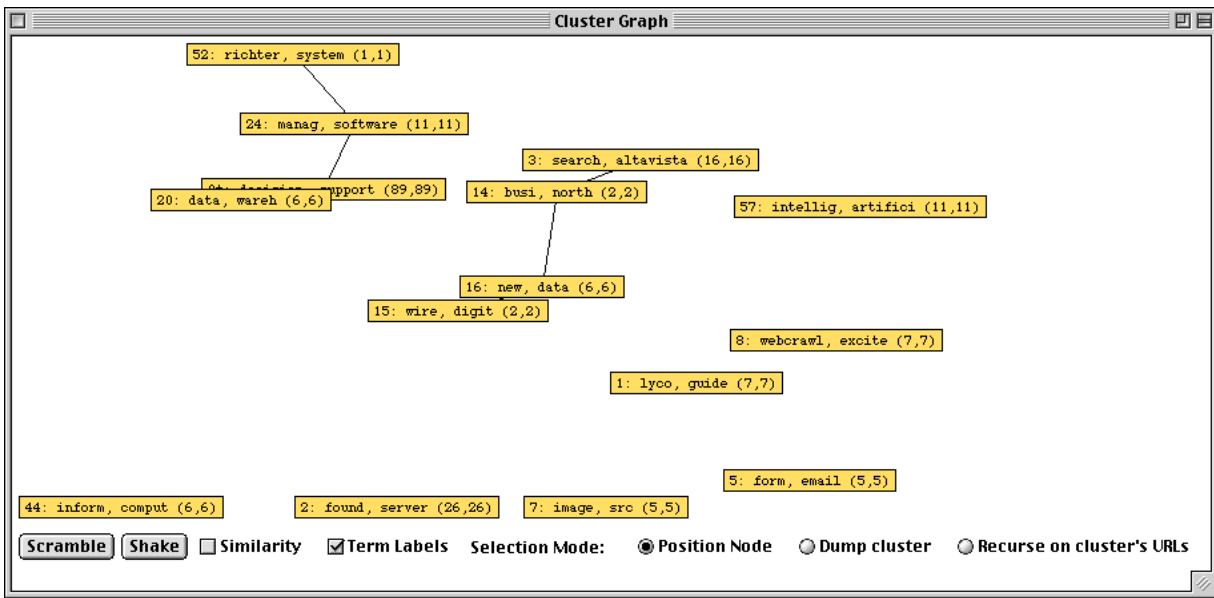 Cluster Graph
52: richter, system (1,1)
24: manag, software (11,11)
3: search, altavista (16,16)
support (89,89)
14: busi, north (2,2)
20: data, wareh (6,6)
57: intellig, artifici (11,11)
16: new, data (6,6)
15: wire, digit (2,2)
8: webcrawl, excite (7,7)
1: lyco, guide (7,7)
5: form, email (5,5)
44: inform, comput (6,6)
2: found, server (26,26)
7: image, src (5,5)
Scramble Shake Similarity Term Labels Selection Mode: Position Node Dump cluster Recurse on cluster's URLs